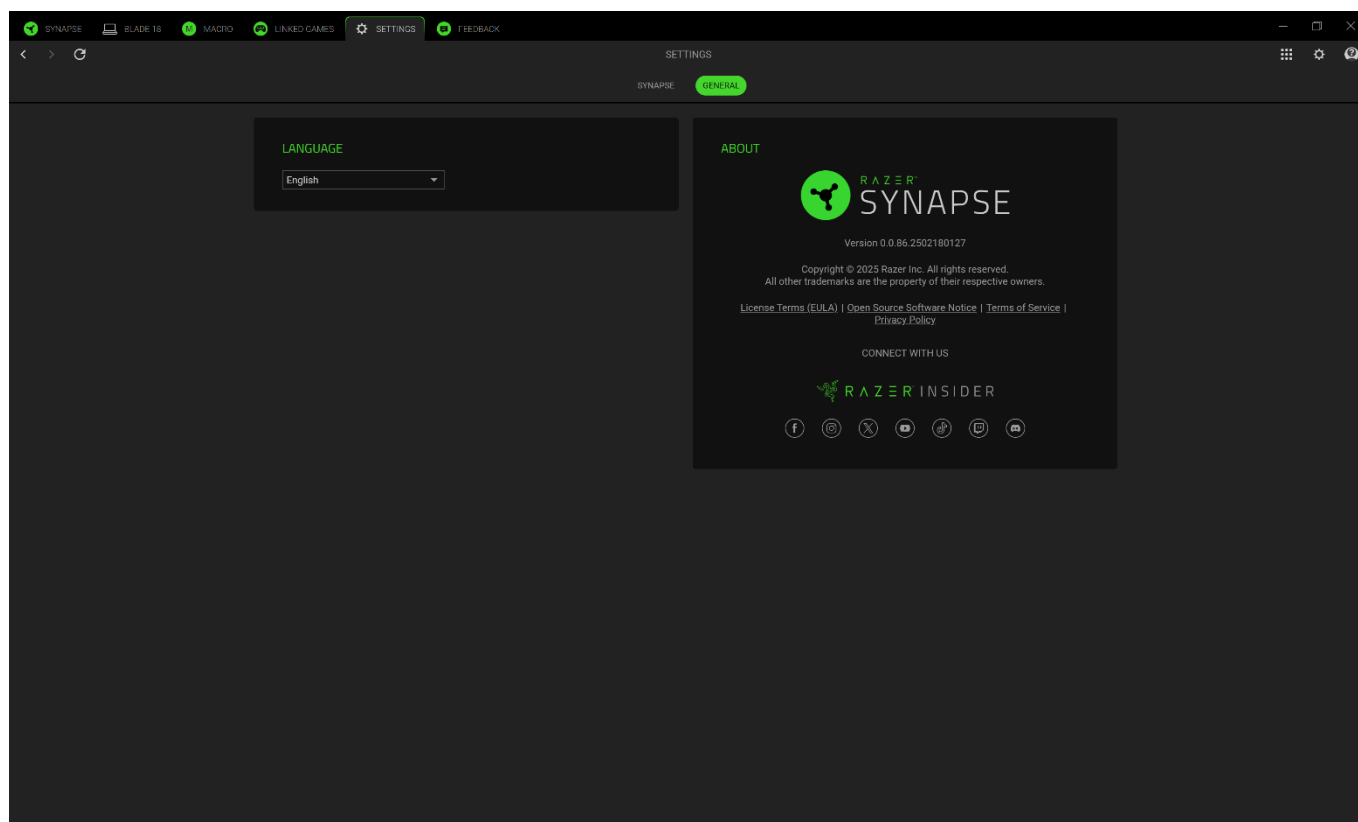 SYNAPSE BLADE 18 MACRO LINKED GAMES SETTINGS FEEDBACK
SETTINGS
SYNAPSE GENERAL
LANGUAGE
English
ABOUT
RAZER
SYNAPSE
Version 0.0.86.2502180127
Copyright © 2025 Razer Inc. All rights reserved.
All other trademarks are the property of their respective owners.
License Terms (EULA) | Open Source Software Notice | Terms of Service |
Privacy Policy
CONNECT WITH US
RAZER INSIDER